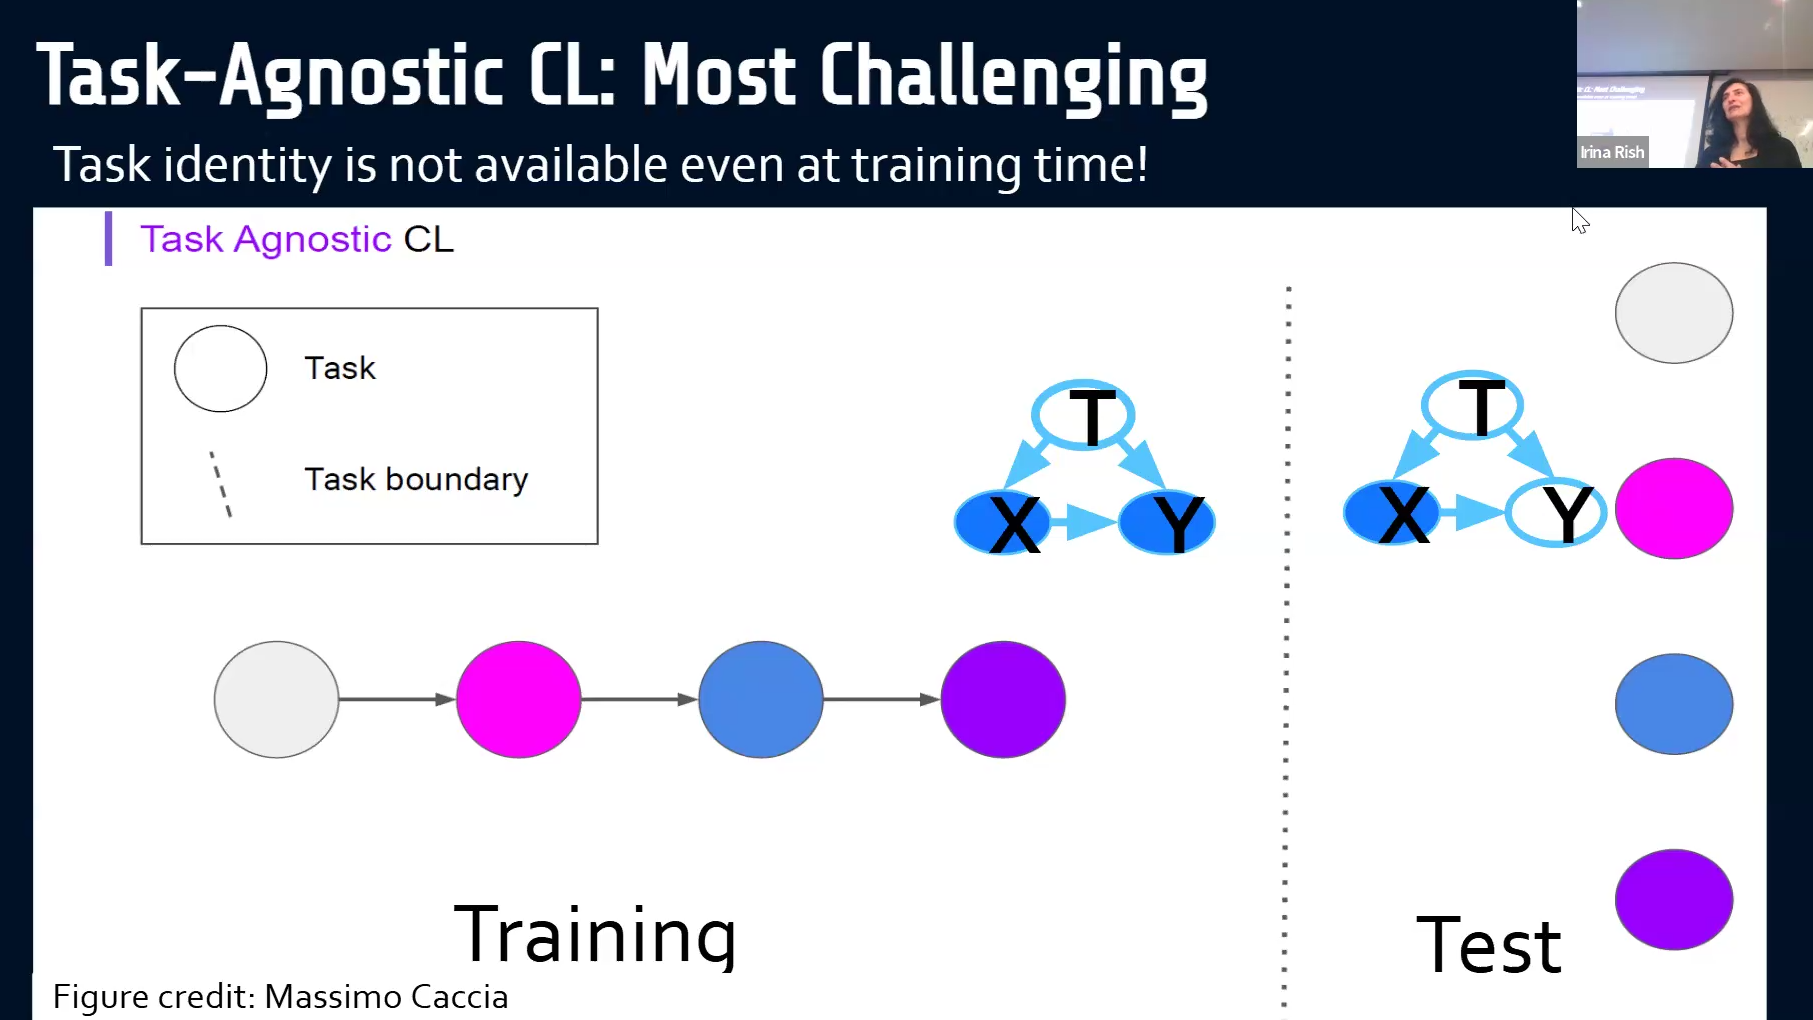 Task-Agnostic CL: Most Challenging
Task identity is not available even at training time!
Irina Rish
Task Agnostic CL
Task
Task boundary
T
X
Y
T
X
Y
Training
Test
Figure credit: Massimo Caccia